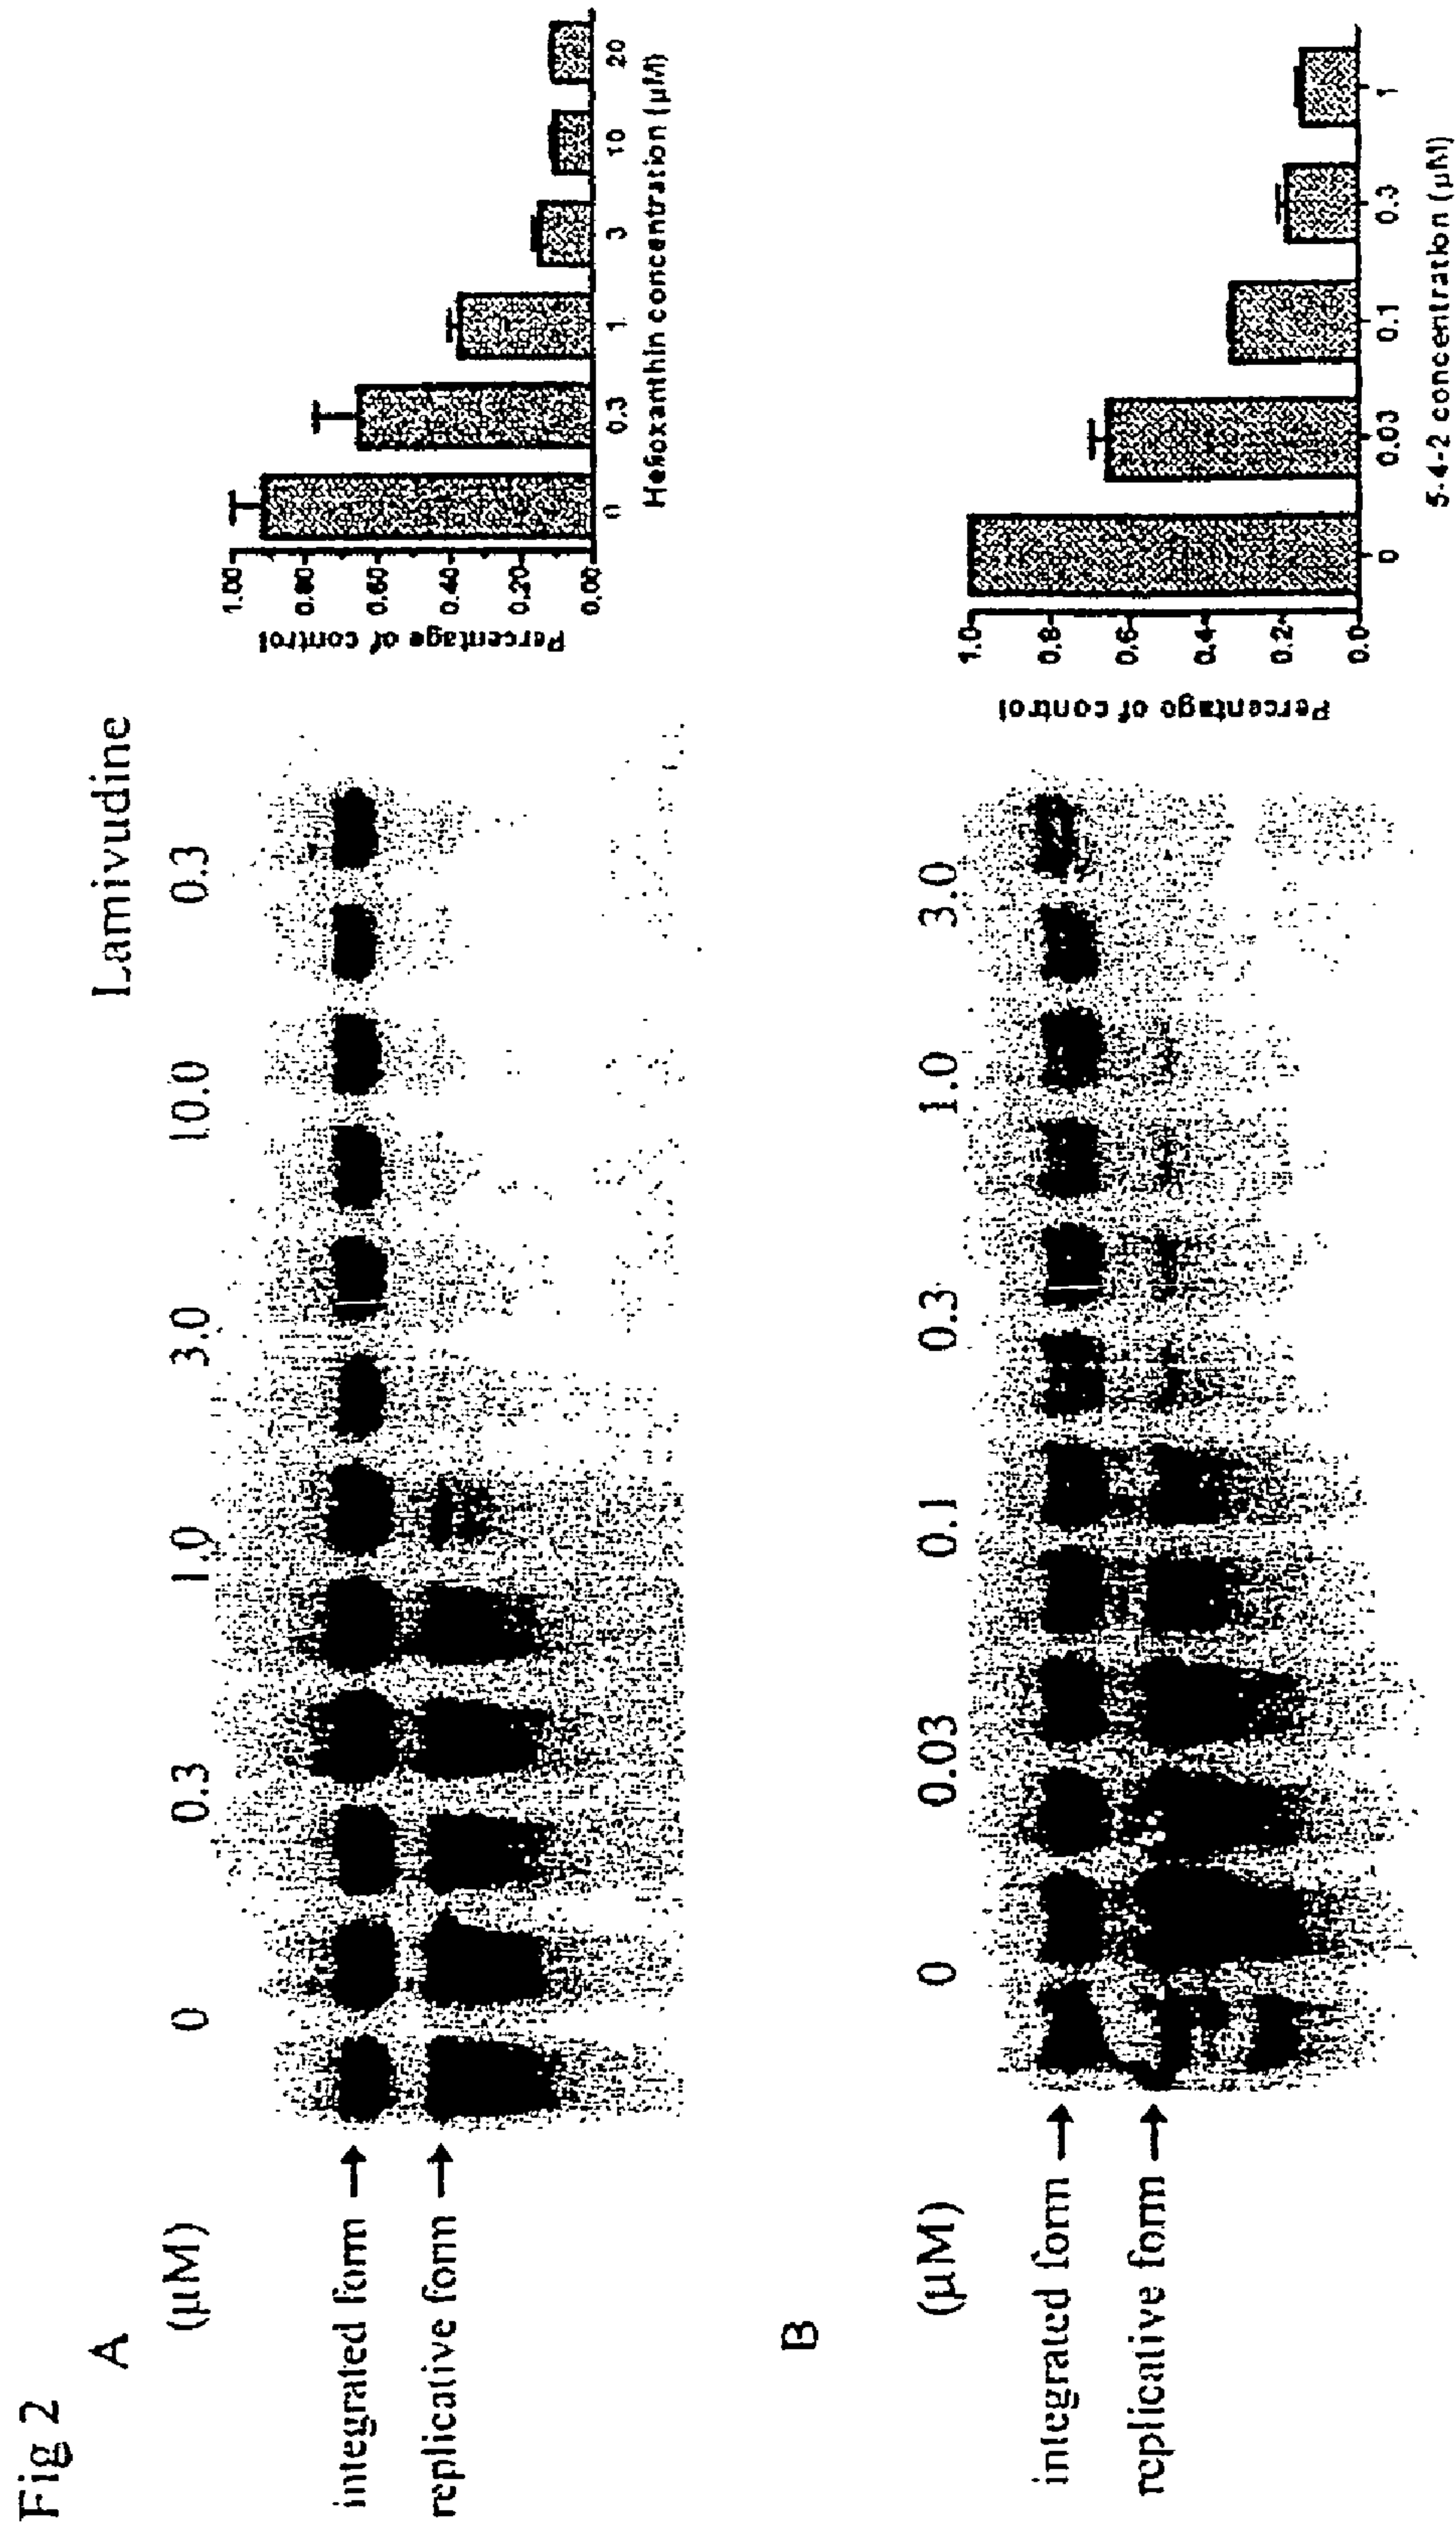 Fig 2
A
Lamivudine
(µM) 0 0.3 1.0 3.0 10.0 0.3
integrated form →
replicative form →
Percentage of control
1.00
0.80
0.60
0.40
0.20
0.00
0 0.3 1 3 10 20
Helioxanthin concentration (µM)
B
(µM) 0 0.03 0.1 0.3 1.0 3.0
integrated form →
replicative form →
Percentage of control
1.0
0.8
0.6
0.4
0.2
0.0
0 0.03 0.1 0.3 1
5-4-2 concentration (µM)